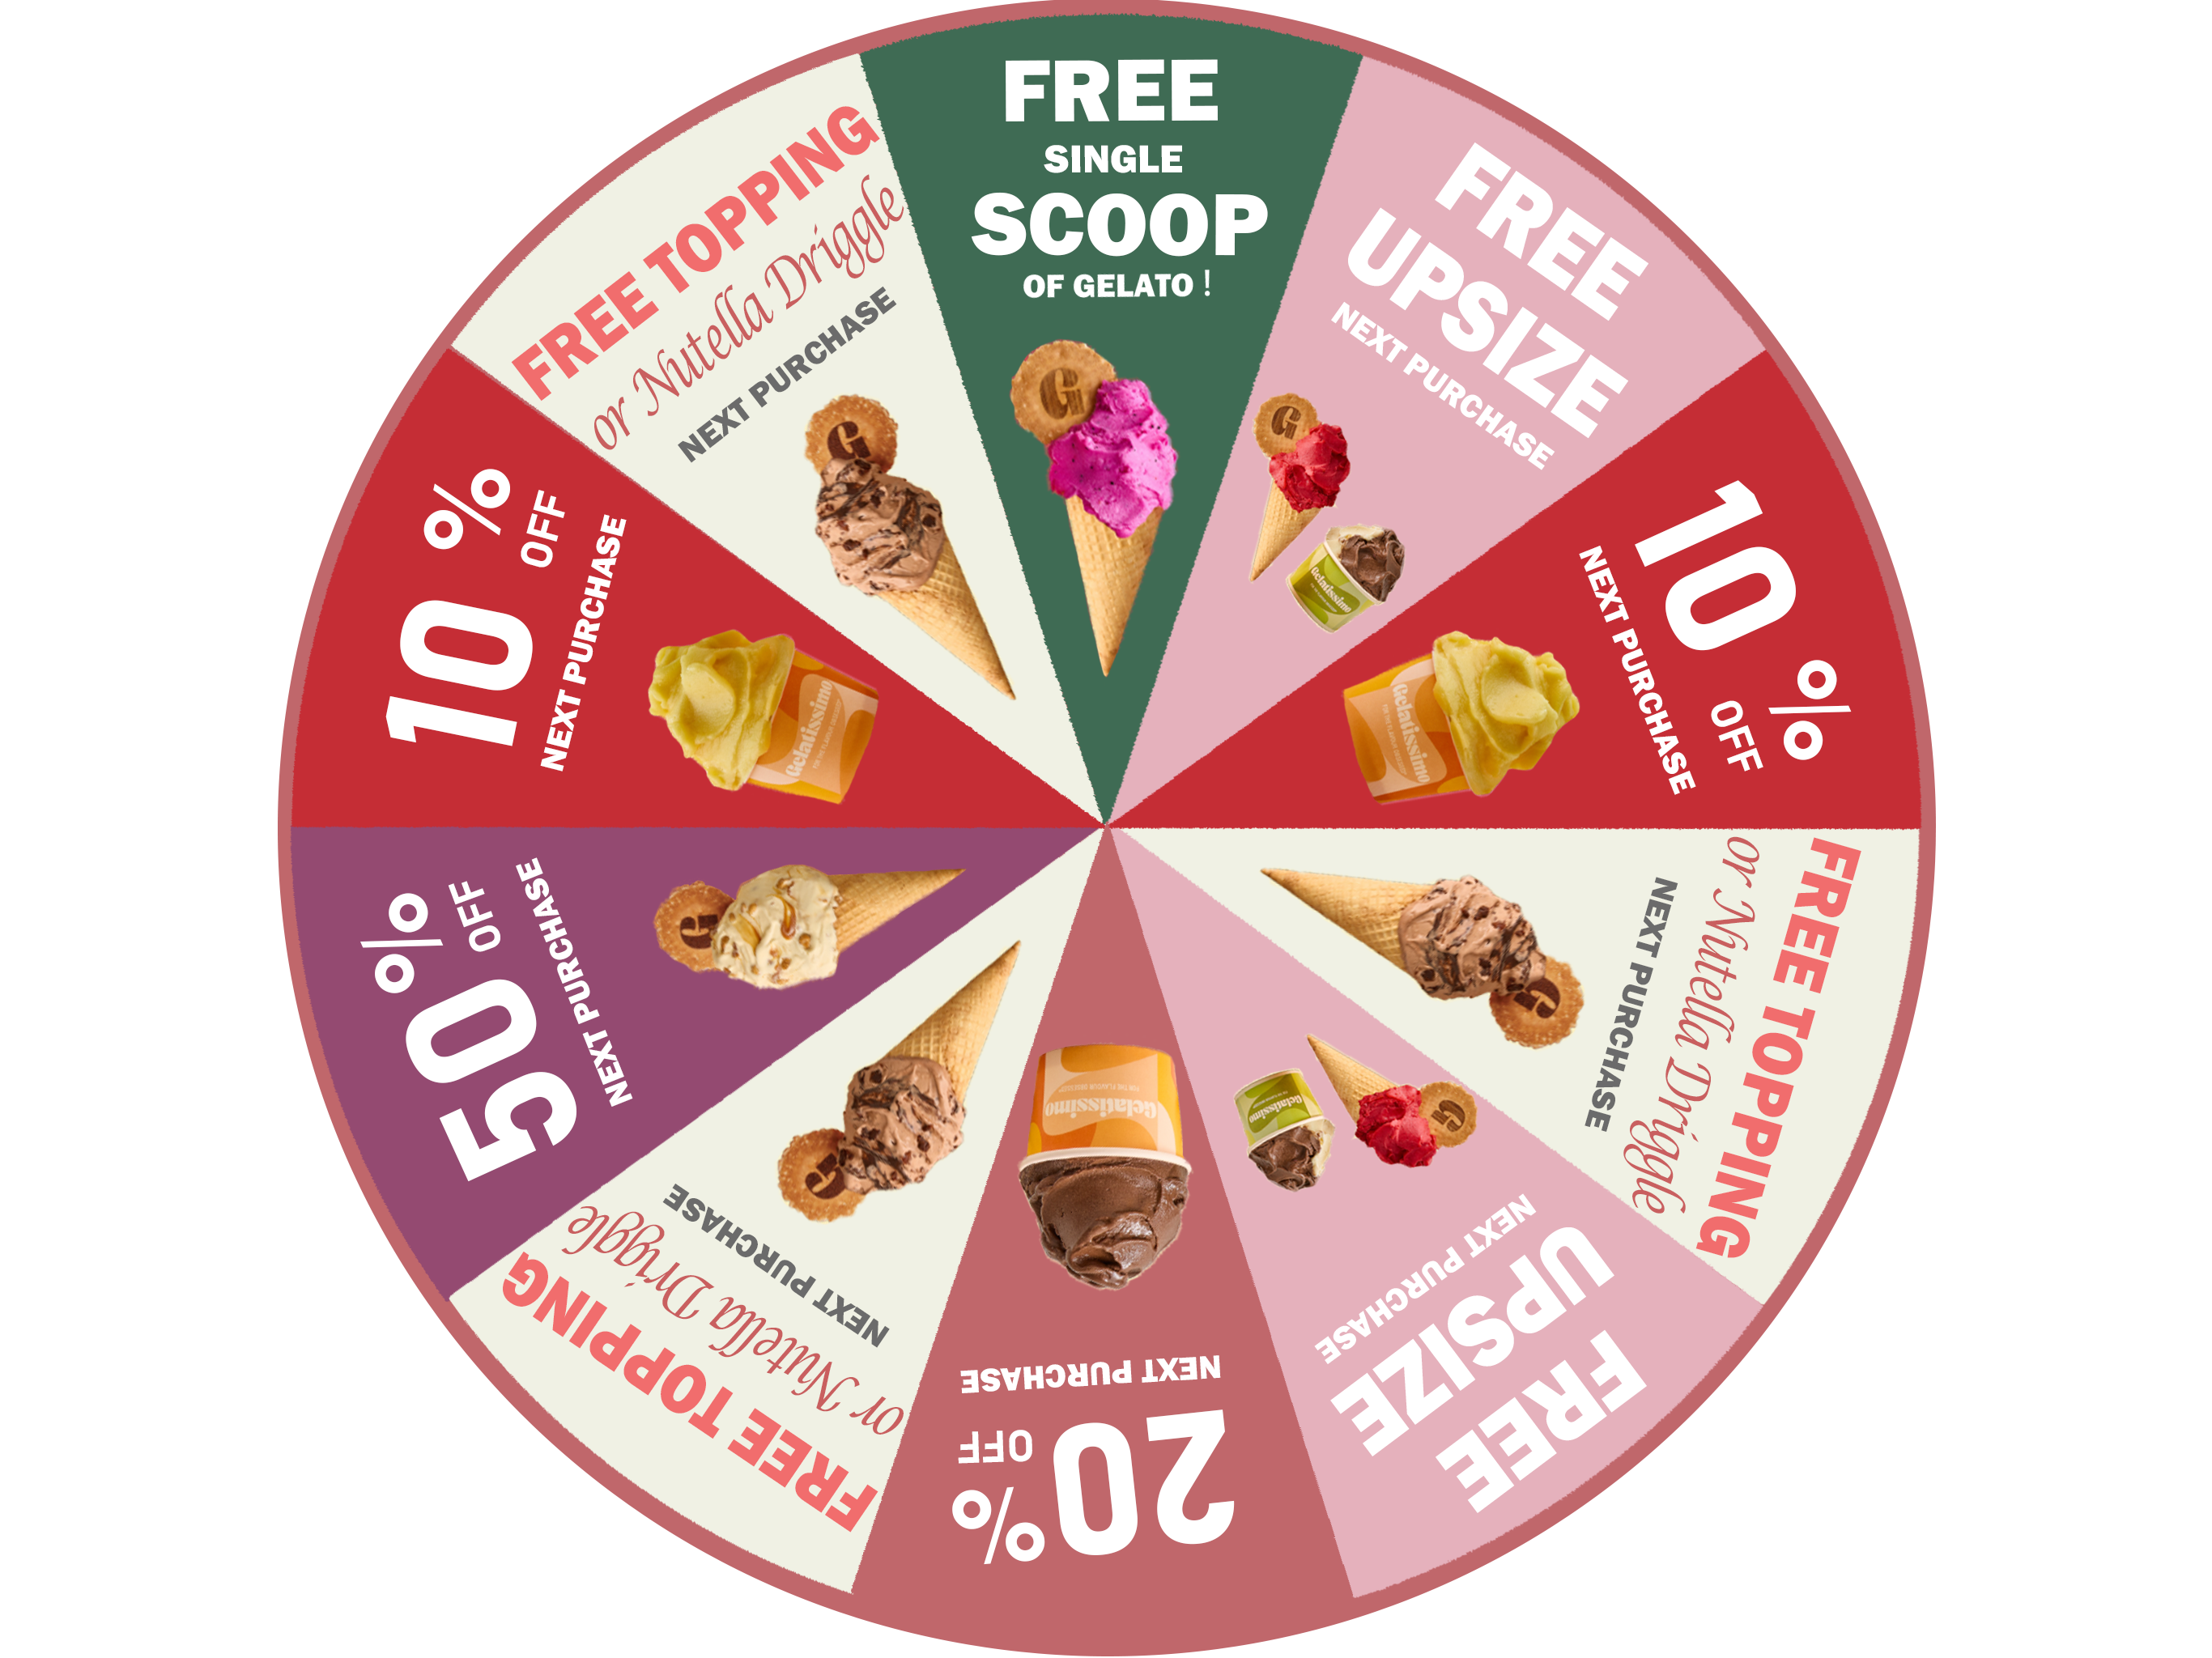 FREE
SINGLE
SCOOP
OF GELATO !
G
FREE
UPSIZE
NEXT PURCHASE
G
Gelatissimo
10 %
OFF
NEXT PURCHASE
Gelatissimo
FREE TOPPING
or Nutella Driggle
NEXT PURCHASE
G
FREE
UPSIZE
NEXT PURCHASE
G
Gelatissimo
20%
OFF
NEXT PURCHASE
Gelatissimo
FREE TOPPING
or Nutella Driggle
NEXT PURCHASE
G
50%
OFF
NEXT PURCHASE
G
10 %
OFF
NEXT PURCHASE
Gelatissimo
FREE TOPPING
or Nutella Driggle
NEXT PURCHASE
G